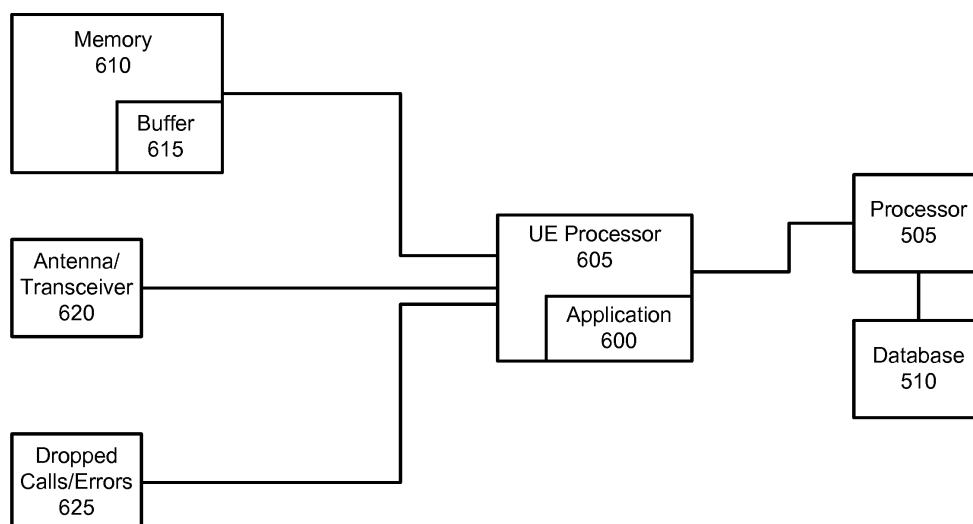 Memory
610
Buffer
615
Antenna/
Transceiver
620
Dropped
Calls/Errors
625
UE Processor
605
Application
600
Processor
505
Database
510